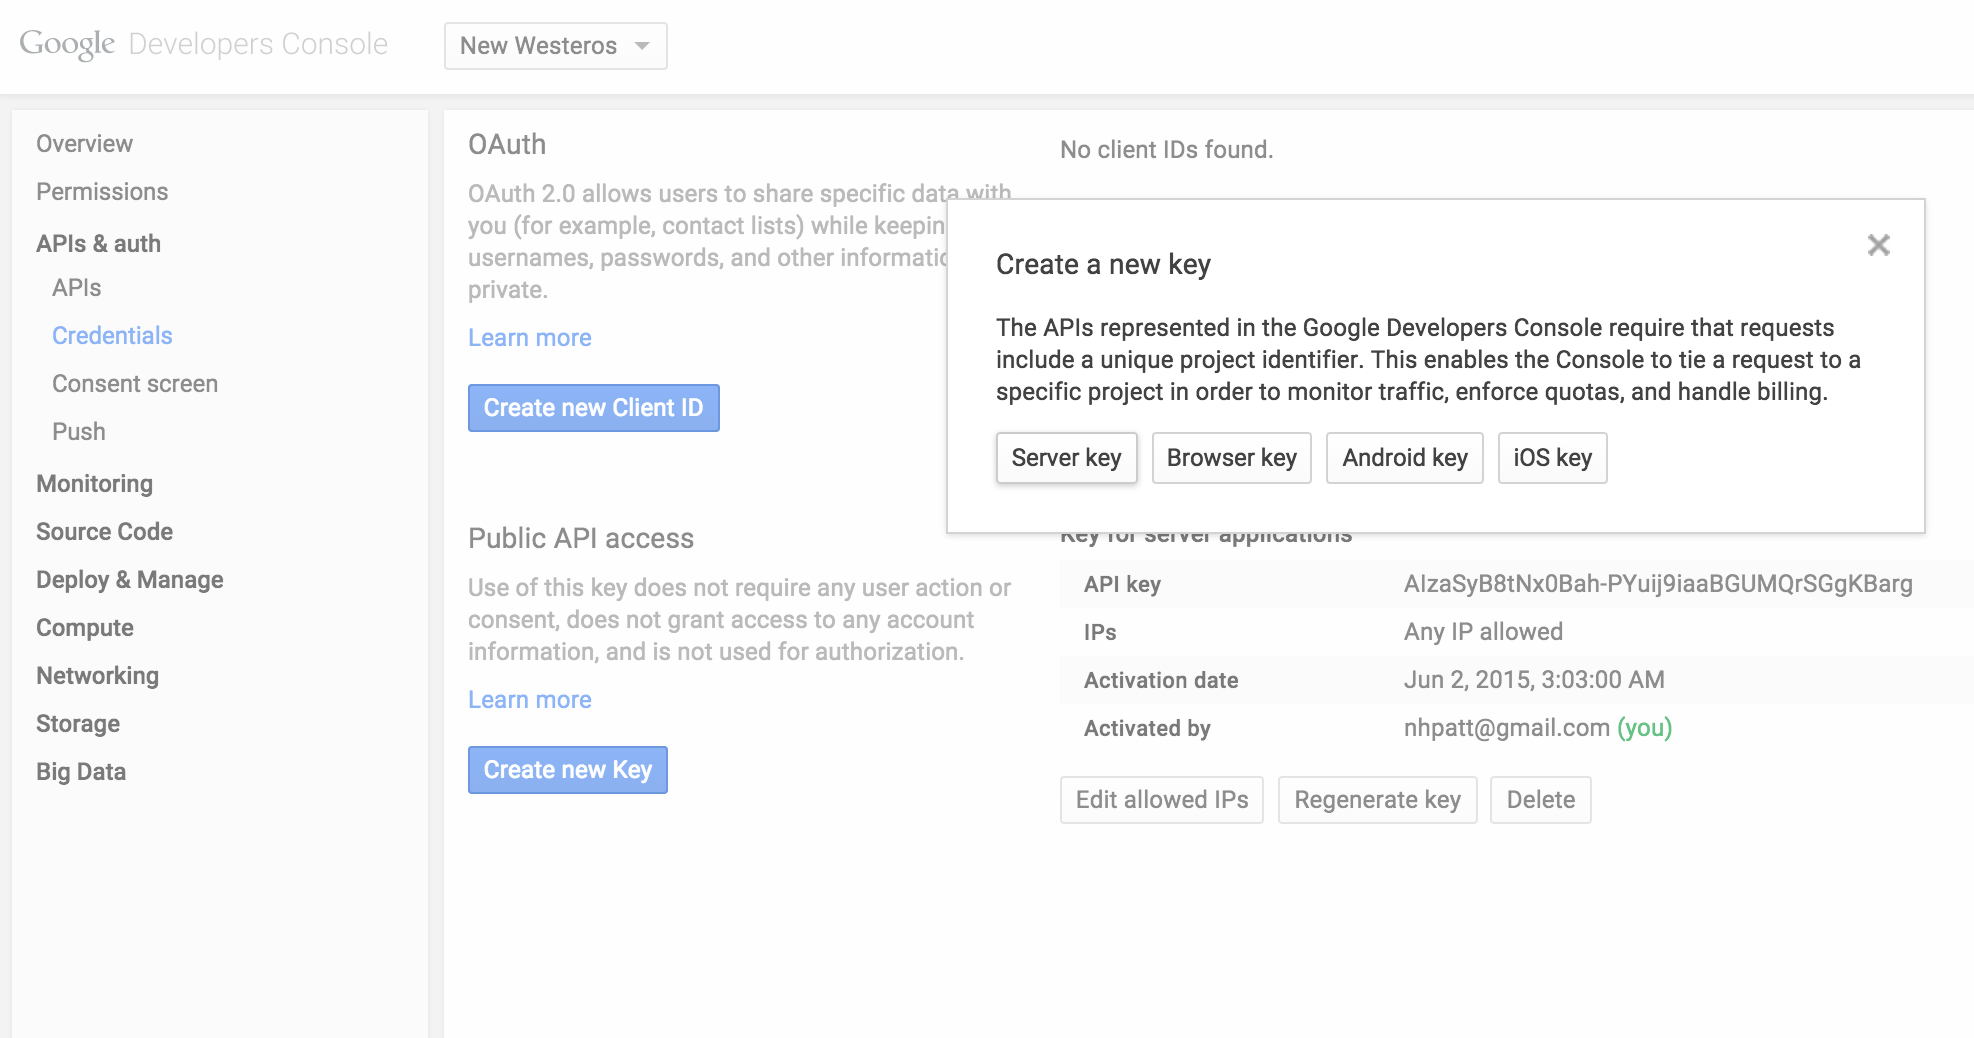 Google Developers Console
New Westeros
Overview
Permissions
APIs & auth
APIs
Credentials
Consent screen
Push
Monitoring
Source Code
Deploy & Manage
Compute
Networking
Storage
Big Data
OAuth
OAuth 2.0 allows users to share specific data with
you (for example, contact lists) while keepin
usernames, passwords, and other informatio
private.
Learn more
Create new Client ID
No client IDs found.
Create a new key
The APIs represented in the Google Developers Console require that requests
include a unique project identifier. This enables the Console to tie a request to a
specific project in order to monitor traffic, enforce quotas, and handle billing.
Server key
Browser key
Android key
iOS key
Public API access
Use of this key does not require any user action or
consent, does not grant access to any account
information, and is not used for authorization.
Learn more
Create new Key
Key for server applications
API key AIzaSyB8tNx0Bah-PYuij9iaaBGUMQrSGgKBarg
IPs Any IP allowed
Activation date Jun 2, 2015, 3:03:00 AM
Activated by nhpatt@gmail.com (you)
Edit allowed IPs
Regenerate key
Delete